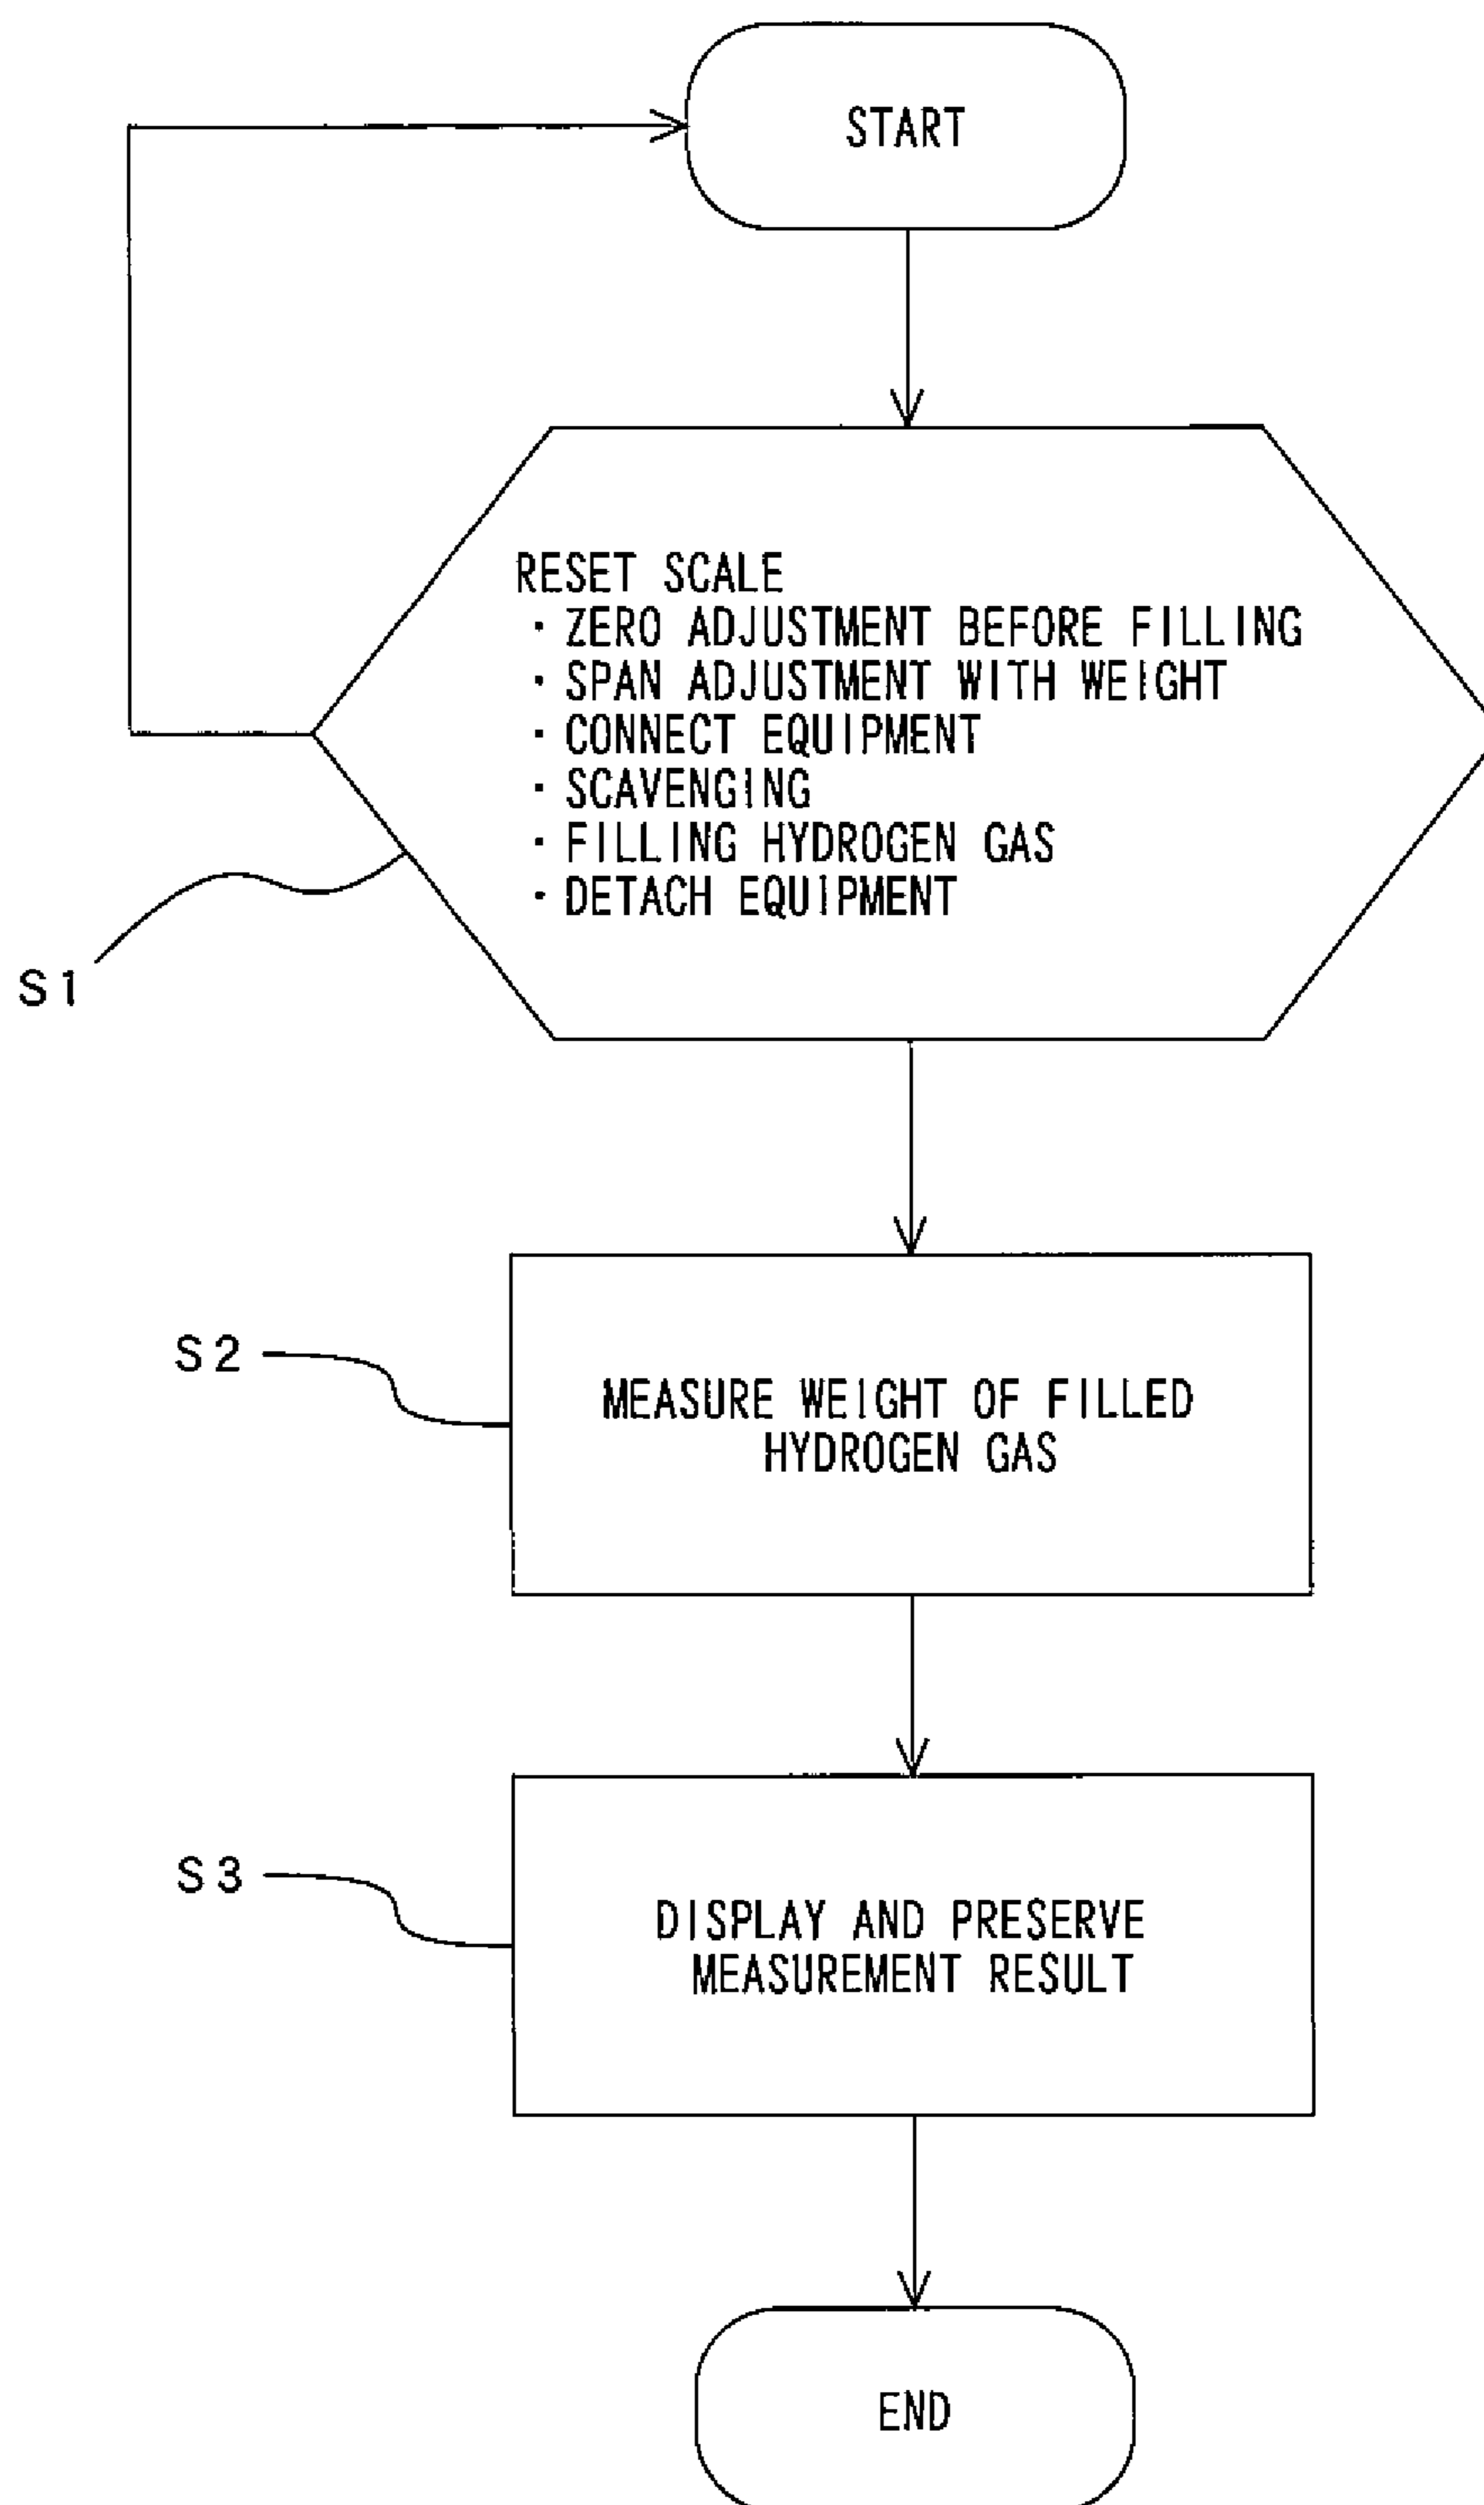 START
RESET SCALE
・ZERO ADJUSTMENT BEFORE FILLING
・SPAN ADJUSTMENT WITH WEIGHT
・CONNECT EQUIPMENT
・SCAVENGING
・FILLING HYDROGEN GAS
・DETACH EQUIPMENT
S1
S2
MEASURE WEIGHT OF FILLED
HYDROGEN GAS
S3
DISPLAY AND PRESERVE
MEASUREMENT RESULT
END